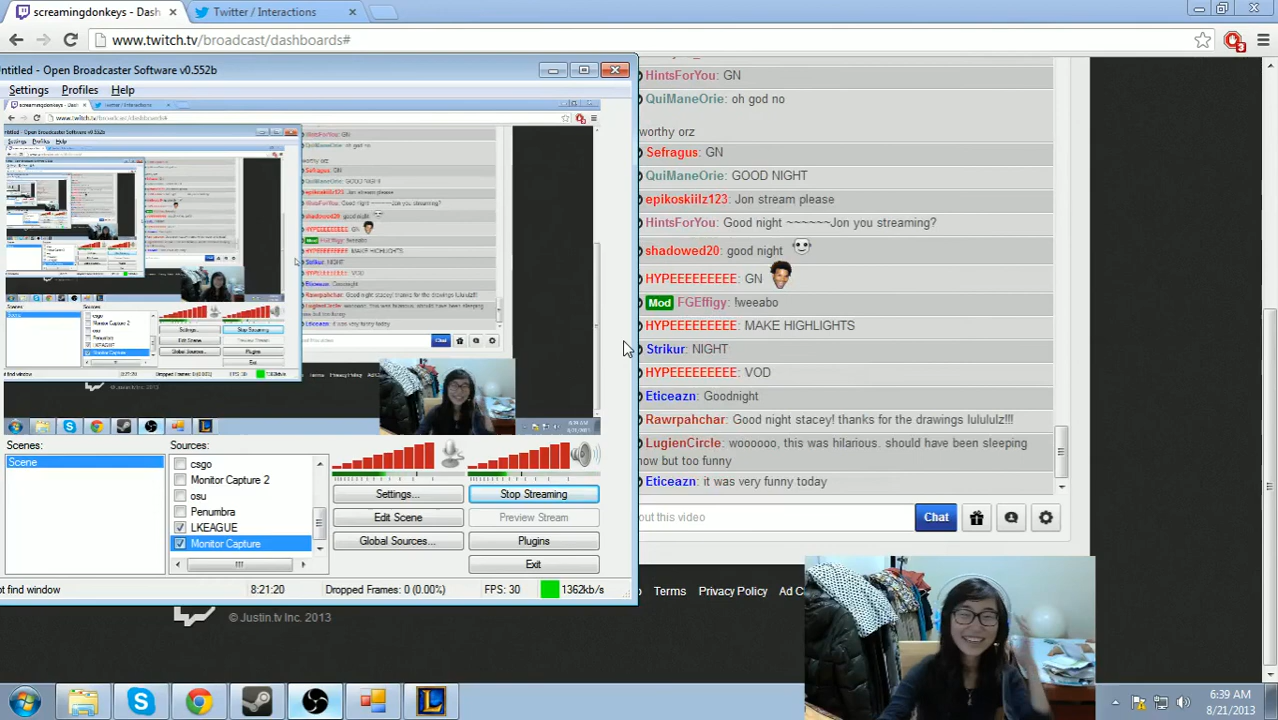 screamingdonkeys - Dash
Twitter / Interactions
www.twitch.tv/broadcast/dashboards#
3
ntitled - Open Broadcaster Software v0.552b
Settings Profiles Help
HintsForYou: GN
QuiManeOrie: oh god no
worthy orz
Sefragus: GN
QuiManeOrie: GOOD NIGHT
epikoskiilz123: Jon stream please
HintsForYou: Good night ~~~~~Jon you streaming?
shadowed20: good night
HYPEEEEEEEEE: GN
Mod FGEffigy: !weeabo
HYPEEEEEEEEE: MAKE HIGHLIGHTS
Strikur: NIGHT
HYPEEEEEEEEE: VOD
Eticeazn: Goodnight
Rawrpahchar: Good night stacey! thanks for the drawings lulululz!!!
LugienCircle: woooooo, this was hilarious. should have been sleeping
now but too funny
Eticeazn: it was very funny today
out this video
Chat
Scenes:
Scene
Sources:
csgo
Monitor Capture 2
osu
Penumbra
LKEAGUE
Monitor Capture
Settings...
Stop Streaming
Edit Scene
Preview Stream
Global Sources...
Plugins
Exit
ot find window
8:21:20
Dropped Frames: 0 (0.00%)
FPS: 30
1362kb/s
Terms Privacy Policy Ad C
© Justin.tv Inc. 2013
6:39 AM
8/21/2013